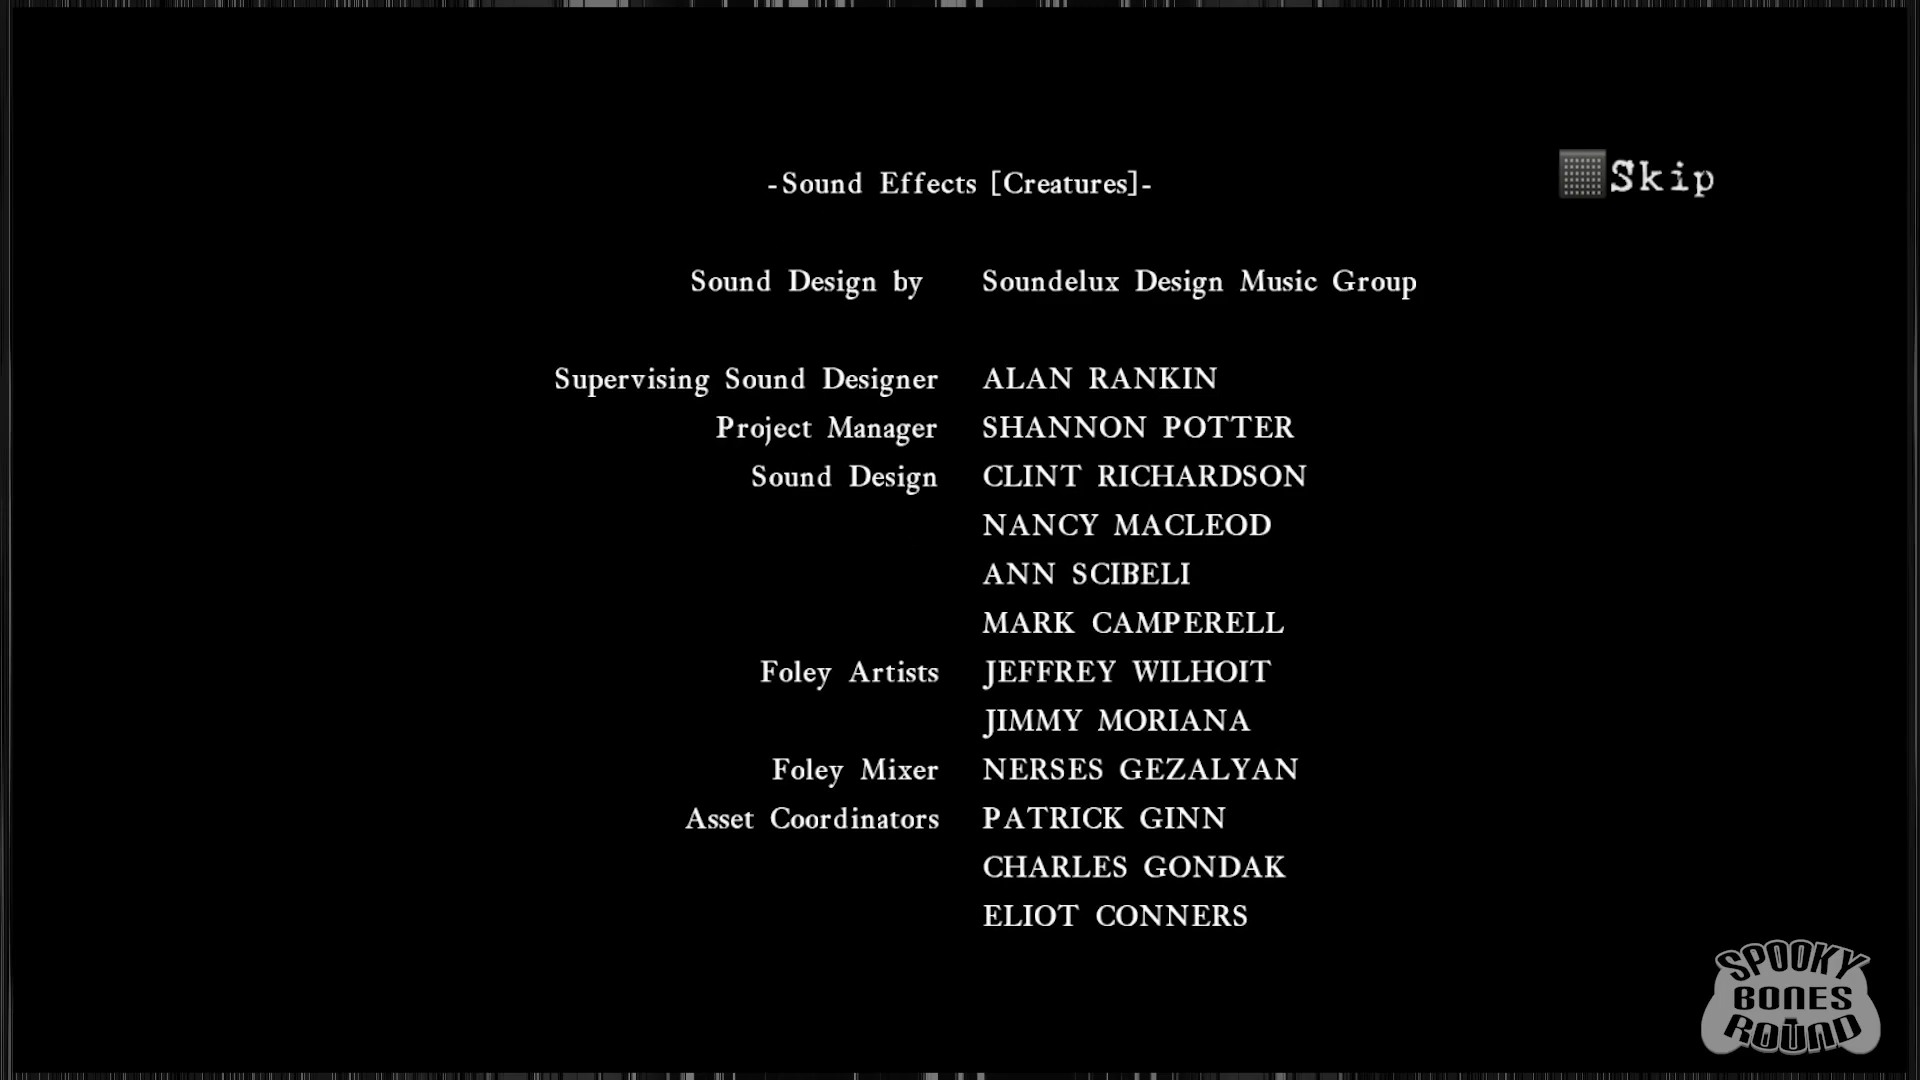 -Sound Effects [Creatures]-
Skip
Sound Design by Soundelux Design Music Group
Supervising Sound Designer ALAN RANKIN
Project Manager SHANNON POTTER
Sound Design CLINT RICHARDSON
NANCY MACLEOD
ANN SCIBELI
MARK CAMPERELL
Foley Artists JEFFREY WILHOIT
JIMMY MORIANA
Foley Mixer NERSES GEZALYAN
Asset Coordinators PATRICK GINN
CHARLES GONDAK
ELIOT CONNERS
SPOOKY
BONES
ROUND